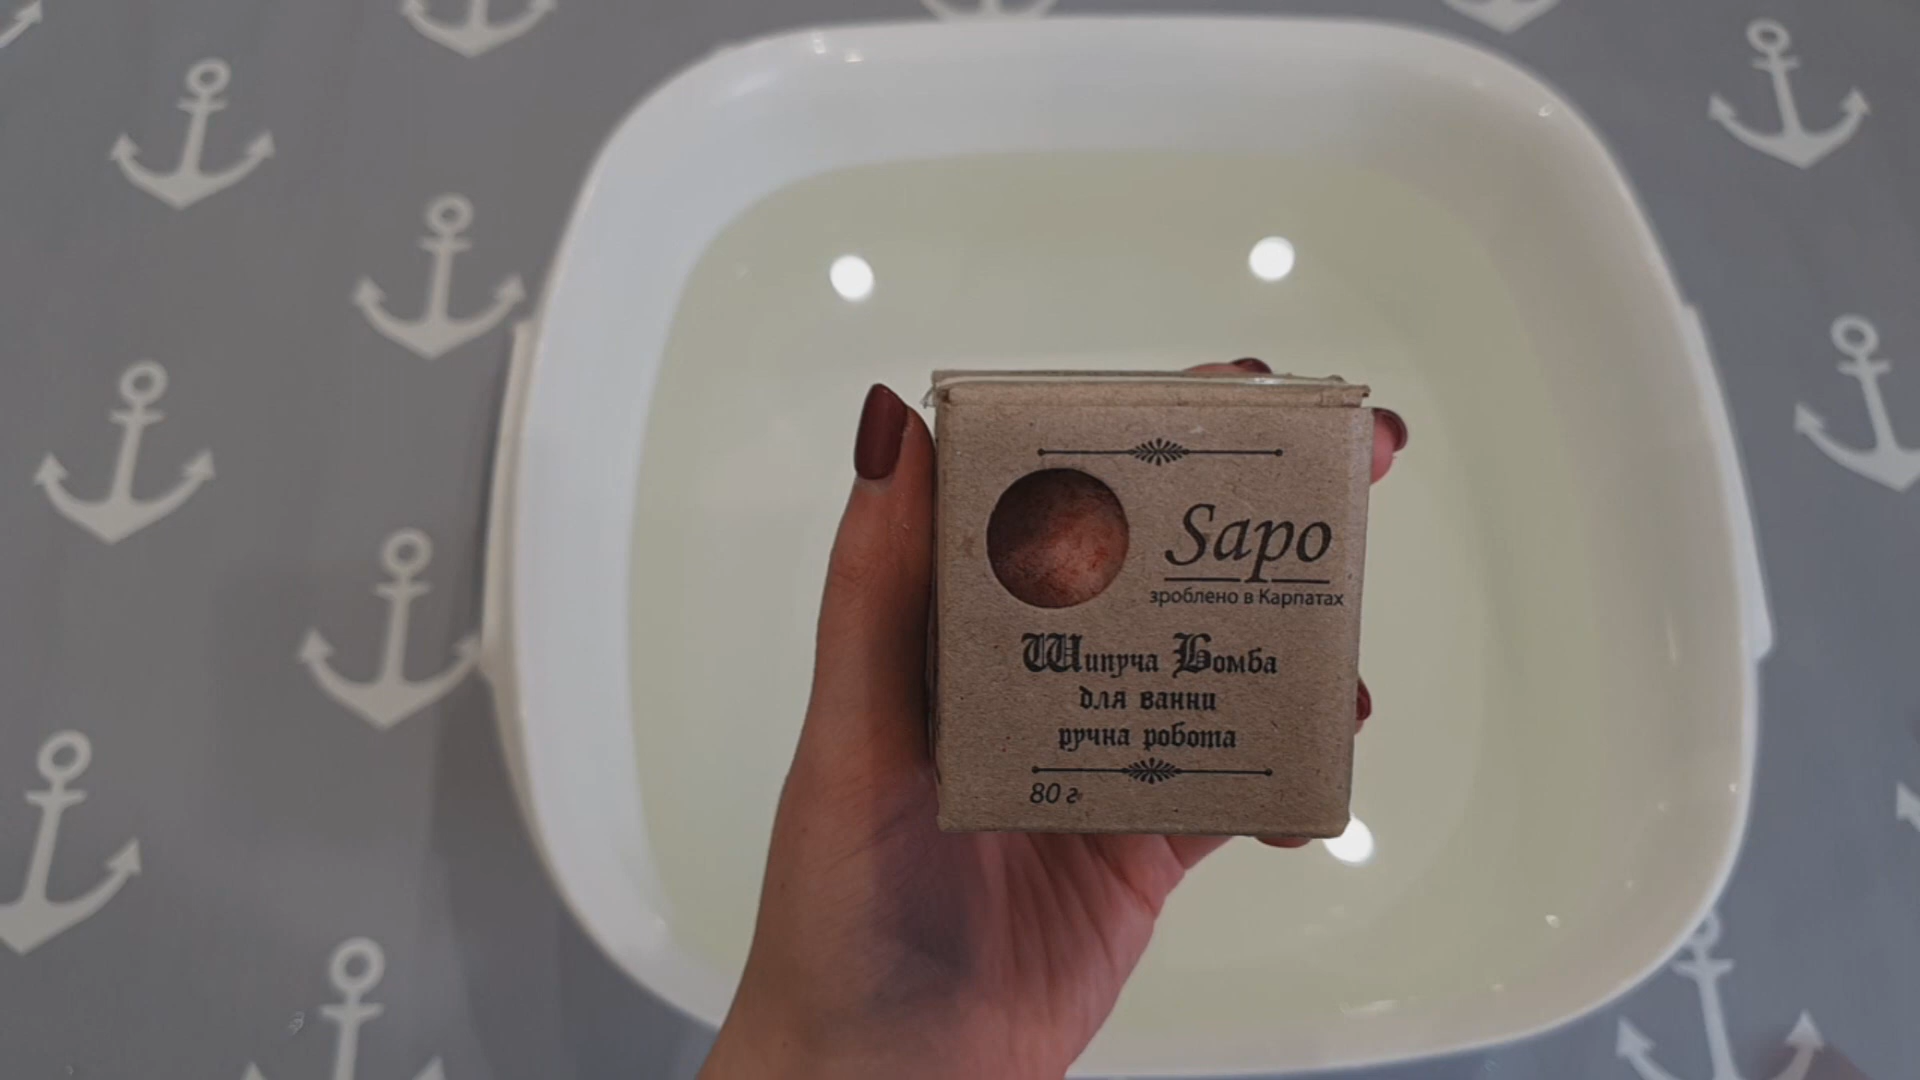 Sapo
зроблено в Карпатах
Шипуча Бомба
для ванни
ручна робота
80 г